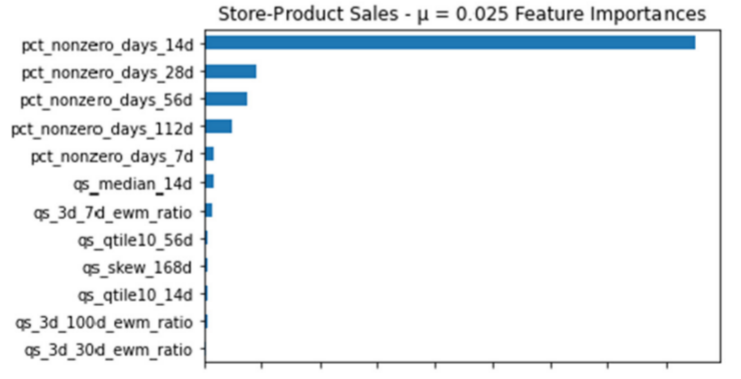 Store-Product Sales - μ = 0.025 Feature Importances
pct_nonzero_days_14d
pct_nonzero_days_28d
pct_nonzero_days_56d
pct_nonzero_days_112d
pct_nonzero_days_7d
qs_median_14d
qs_3d_7d_ewm_ratio
qs_qtile10_56d
qs_skew_168d
qs_qtile10_14d
qs_3d_100d_ewm_ratio
qs_3d_30d_ewm_ratio